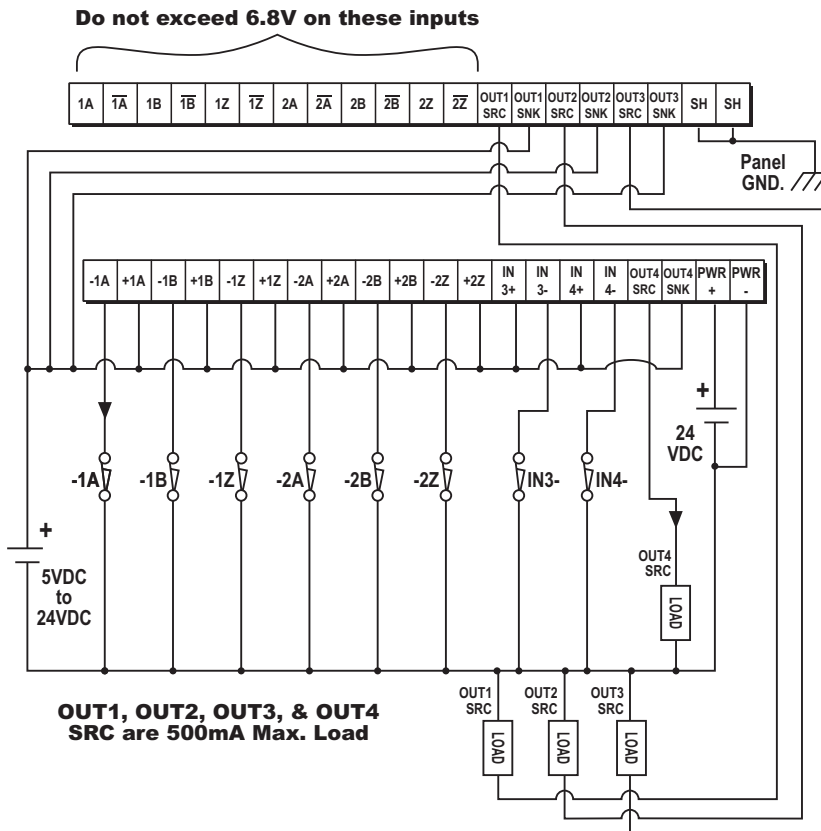 Do not exceed 6.8V on these inputs
1A 1A̅ 1B 1B̅ 1Z 1Z̅ 2A 2A̅ 2B 2B̅ 2Z 2Z̅ OUT1 SRC OUT1 SNK OUT2 SRC OUT2 SNK OUT3 SRC OUT3 SNK SH SH
Panel
GND.
-1A +1A -1B +1B -1Z +1Z -2A +2A -2B +2B -2Z +2Z IN 3+ IN 3- IN 4+ IN 4- OUT4 SRC OUT4 SNK PWR + PWR -
+
24
VDC
-1A -1B -1Z -2A -2B -2Z IN3- IN4-
+
5VDC
to
24VDC
OUT4
SRC
LOAD
OUT1, OUT2, OUT3, & OUT4
SRC are 500mA Max. Load
OUT1
SRC
LOAD
OUT2
SRC
LOAD
OUT3
SRC
LOAD